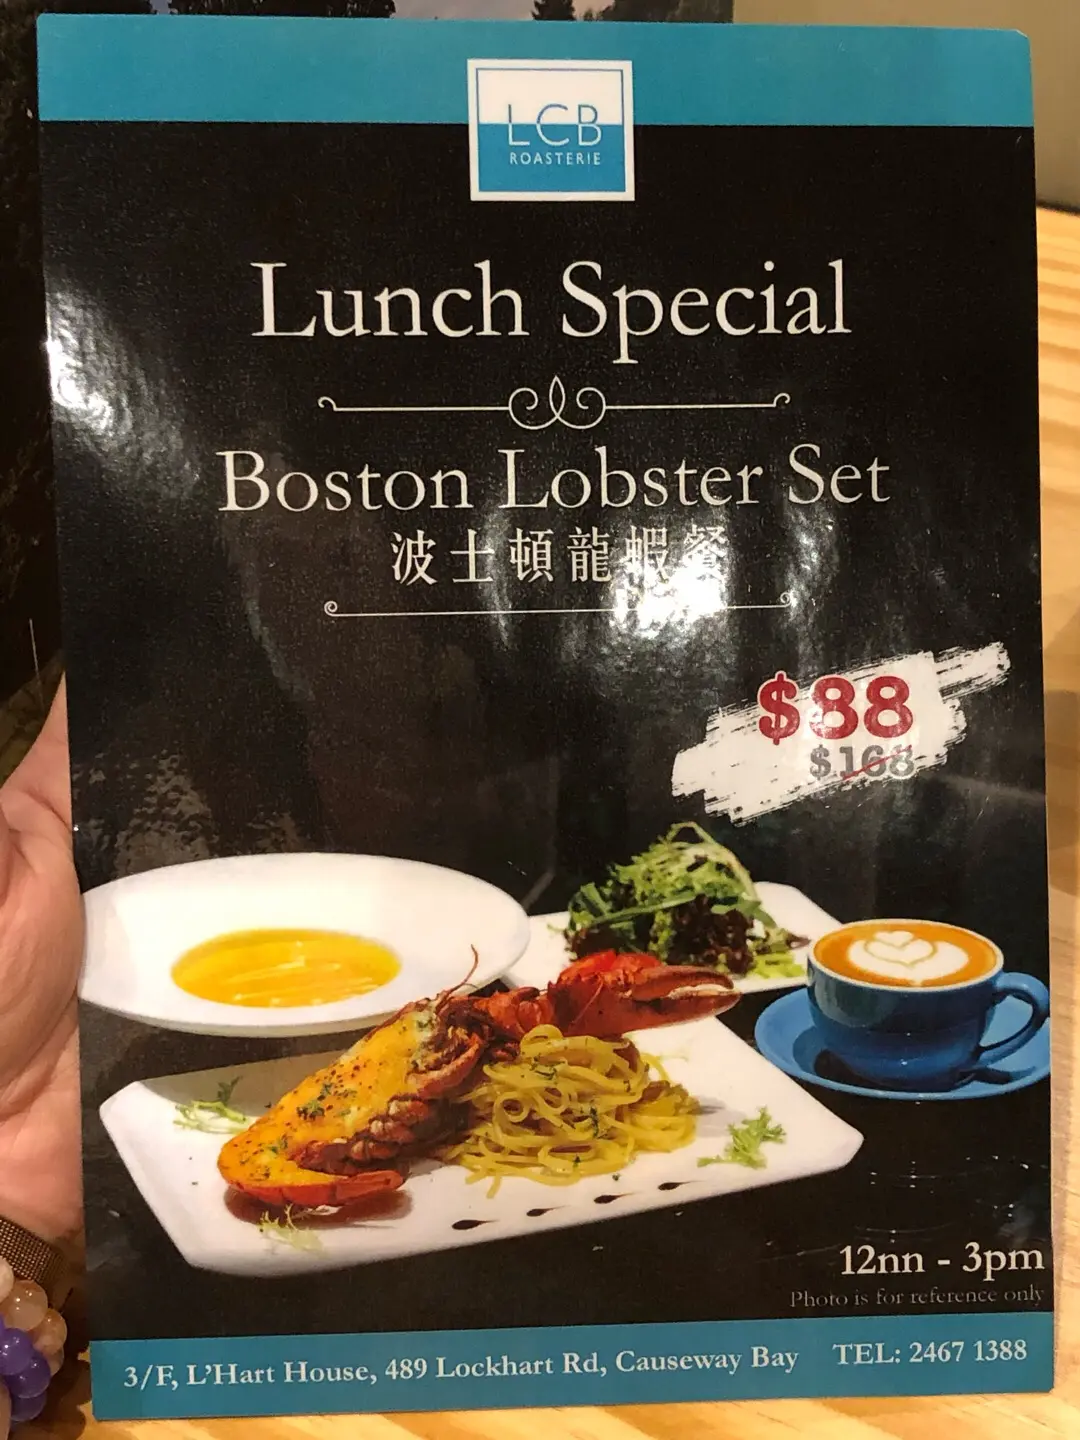 LCB
ROASTERIE
Lunch Special
Boston Lobster Set
波士頓龍蝦餐
$88
$168
12nn - 3pm
Photo is for reference only
3/F, L'Hart House, 489 Lockhart Rd, Causeway Bay TEL: 2467 1388